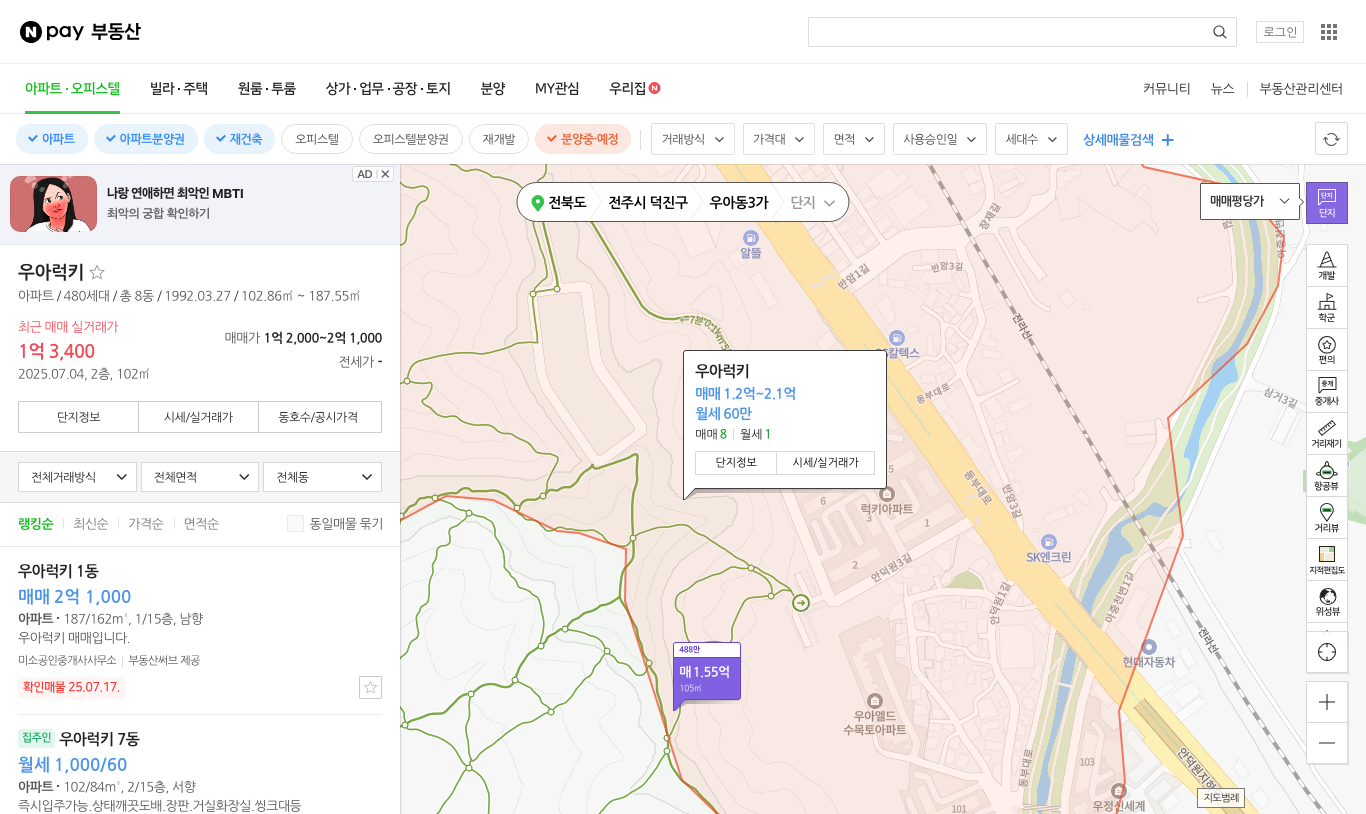 N pay 부동산
로그인
아파트·오피스텔 빌라·주택 원룸·투룸 상가·업무·공장·토지 분양 MY관심 우리집 N
커뮤니티 뉴스 부동산관리센터
아파트 아파트분양권 재건축 오피스텔 오피스텔분양권 재개발 분양중·예정 거래방식 가격대 면적 사용승인일 세대수 상세매물검색
AD
나랑 연애하면 최악인 MBTI
최악의 궁합 확인하기
우아럭키
아파트 / 480세대 / 총 8동 / 1992.03.27 / 102.86㎡ ~ 187.55㎡
최근 매매 실거래가
1억 3,400
2025.07.04, 2층, 102㎡
매매가 1억 2,000~2억 1,000
전세가 -
단지정보 시세/실거래가 동호수/공시가격
전체거래방식 전체면적 전체동
랭킹순 최신순 가격순 면적순 동일매물 묶기
우아럭키 1동
매매 2억 1,000
아파트 · 187/162m², 1/15층, 남향
우아럭키 매매입니다.
미소공인중개사사무소 부동산써브 제공
확인매물 25.07.17.
집주인 우아럭키 7동
월세 1,000/60
아파트 · 102/84m², 2/15층, 서향
즉시입주가능.상태깨끗도배.장판.거실화장실.씽크대등
전북도 전주시 덕진구 우아동3가 단지
매매평당가
단지
단지
개발
학군
편의
중개
중개사
거리재기
항공뷰
거리뷰
지적편집도
위성뷰
알뜰
반암1길
반암3길
장재길
전라선
동부대로
삼거3길
우아럭키
매매 1.2억~2.1억
월세 60만
매매 8 월세 1
단지정보 시세/실거래가
5
6
럭키아파트
3
1
2
동부대로
반암3길
SK엔크린
안덕원3길
안덕원1길
아중천변1길
전라선
488만
매 1.55억
105㎡
현대자동차
우아엘드
수목토아파트
동부대로
103
101
우정신세계
안덕원지하
지도범례